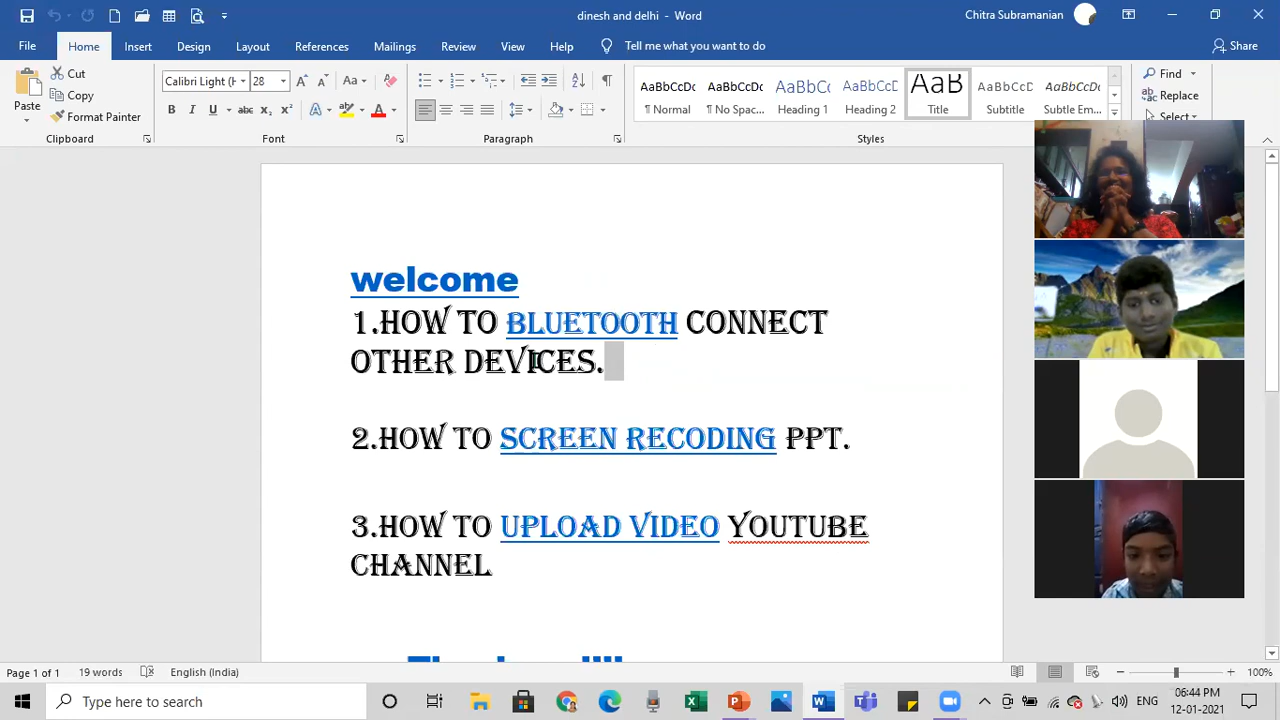 dinesh and delhi - Word
Chitra Subramanian
File Home Insert Design Layout References Mailings Review View Help Tell me what you want to do Share
Cut
Copy
Format Painter
Paste
Clipboard
Calibri Light (H 28
Font
Paragraph
AaBbCcDc AaBbCcDc AaBbC AaBbCcD AaB AaBbCcD AaBbCcDc
¶ Normal ¶ No Spac... Heading 1 Heading 2 Title Subtitle Subtle Em...
Styles
Find
Replace
Select
welcome
1.HOW TO BLUETOOTH CONNECT
OTHER DEVICES.
2.HOW TO SCREEN RECODING PPT.
3.HOW TO UPLOAD VIDEO YOUTUBE
CHANNEL
Page 1 of 1 19 words English (India) 100%
Type here to search
ENG
06:44 PM
12-01-2021